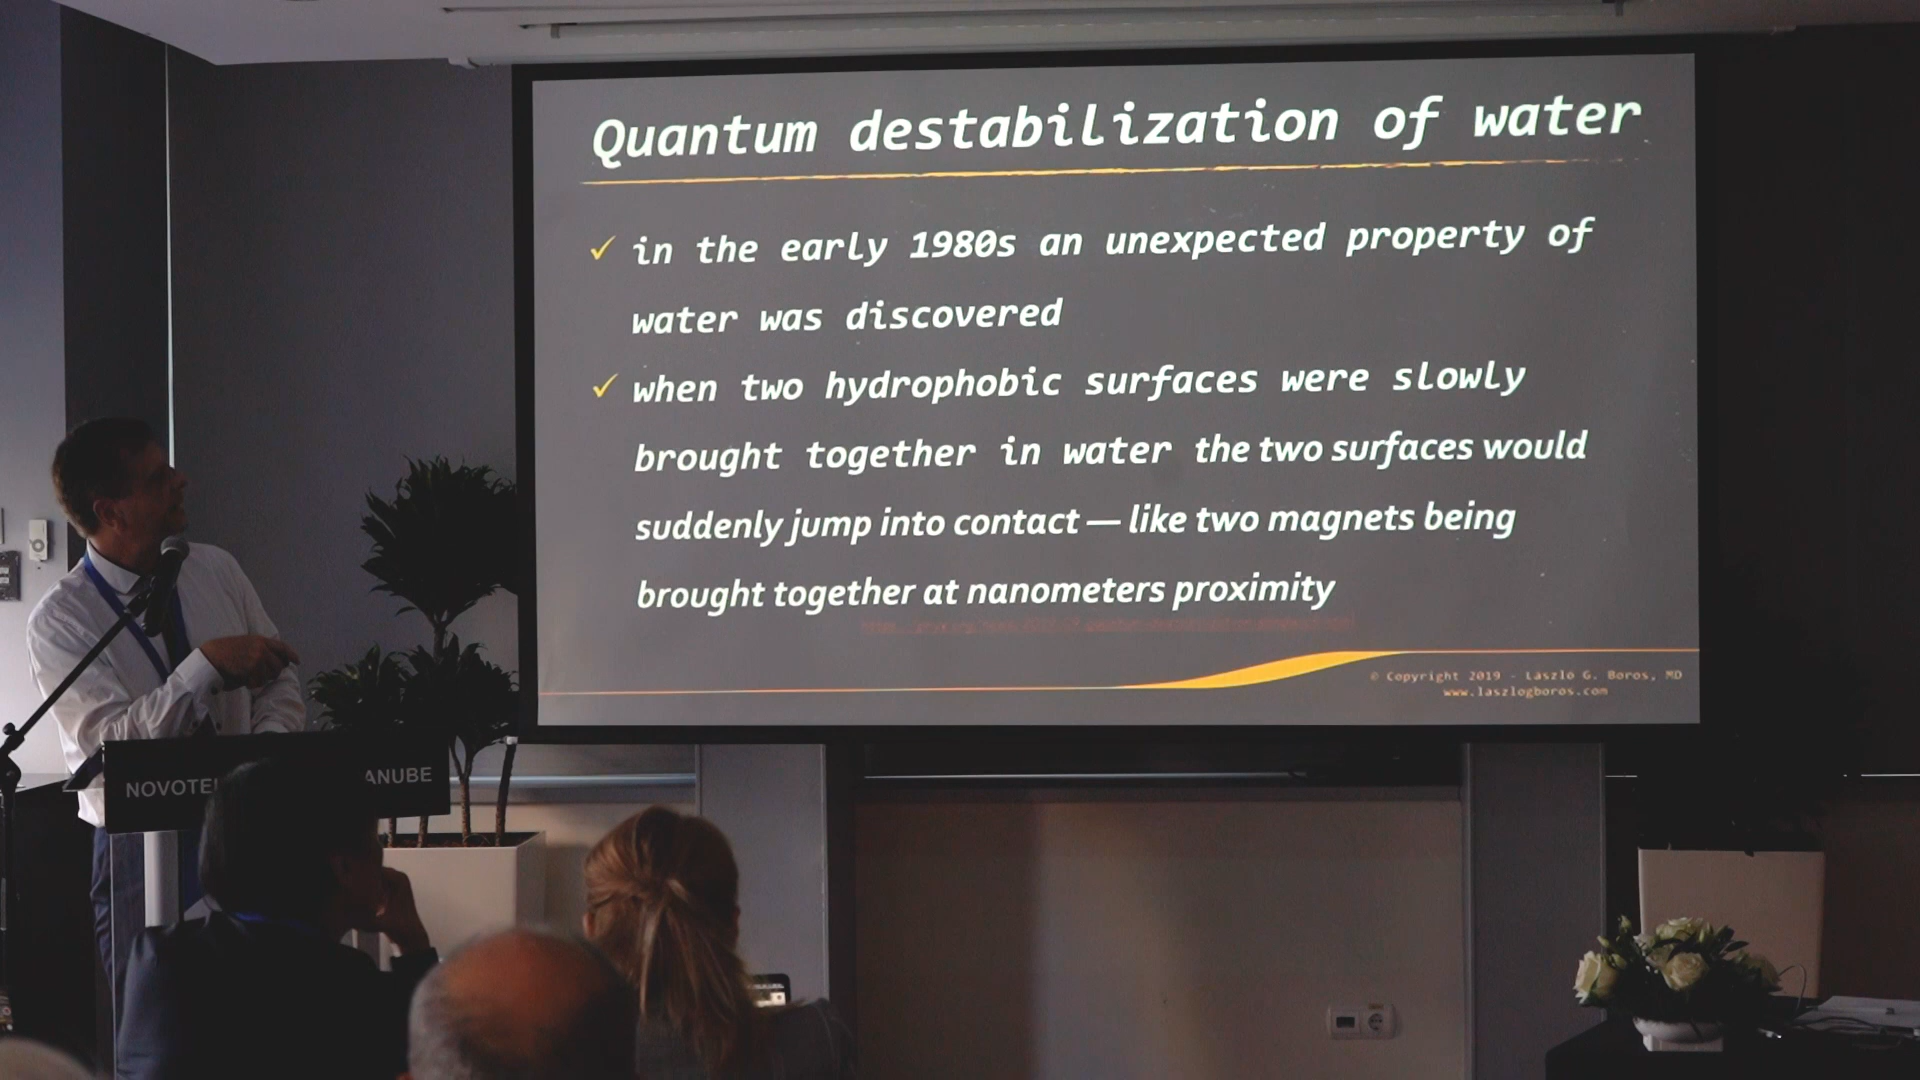 Quantum destabilization of water
✓ in the early 1980s an unexpected property of
water was discovered
✓ when two hydrophobic surfaces were slowly
brought together in water the two surfaces would
suddenly jump into contact — like two magnets being
brought together at nanometers proximity
© Copyright 2019 - László G. Boros, MD
www.laszlogboros.com
NOVOTEL
ANUBE